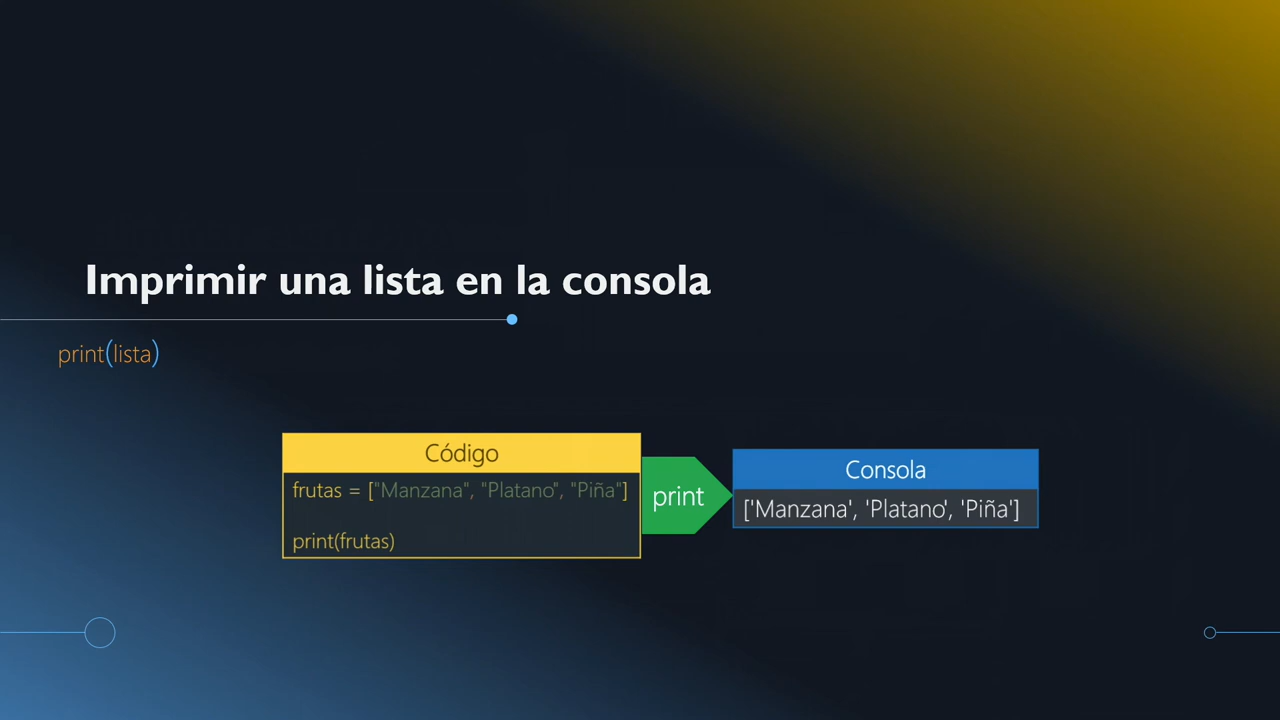 Imprimir una lista en la consola
print(lista)
Código
frutas = ["Manzana", "Platano", "Piña"]
print(frutas)
print
Consola
['Manzana', 'Platano', 'Piña']